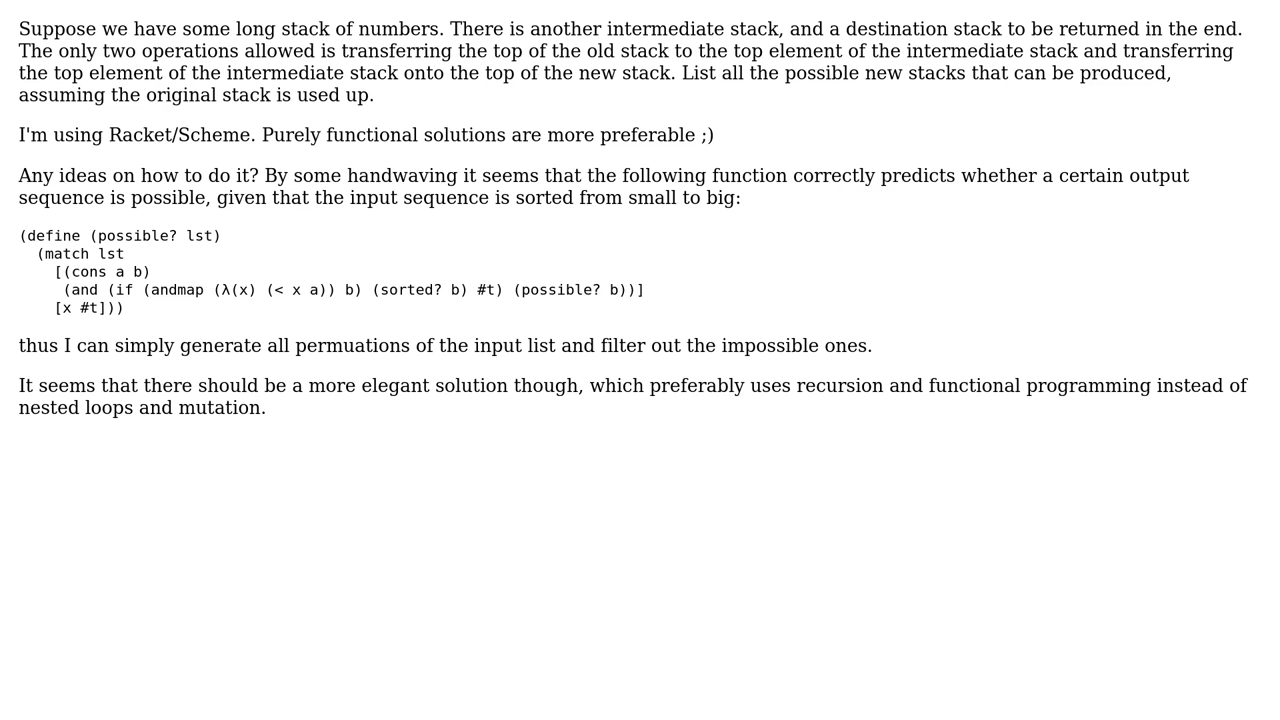 Suppose we have some long stack of numbers. There is another intermediate stack, and a destination stack to be returned in the end.
The only two operations allowed is transferring the top of the old stack to the top element of the intermediate stack and transferring
the top element of the intermediate stack onto the top of the new stack. List all the possible new stacks that can be produced,
assuming the original stack is used up.
I'm using Racket/Scheme. Purely functional solutions are more preferable ;)
Any ideas on how to do it? By some handwaving it seems that the following function correctly predicts whether a certain output
sequence is possible, given that the input sequence is sorted from small to big:
(define (possible? lst)
  (match lst
    [(cons a b)
     (and (if (andmap (λ(x) (< x a)) b) (sorted? b) #t) (possible? b))]
    [x #t]))
thus I can simply generate all permuations of the input list and filter out the impossible ones.
It seems that there should be a more elegant solution though, which preferably uses recursion and functional programming instead of
nested loops and mutation.